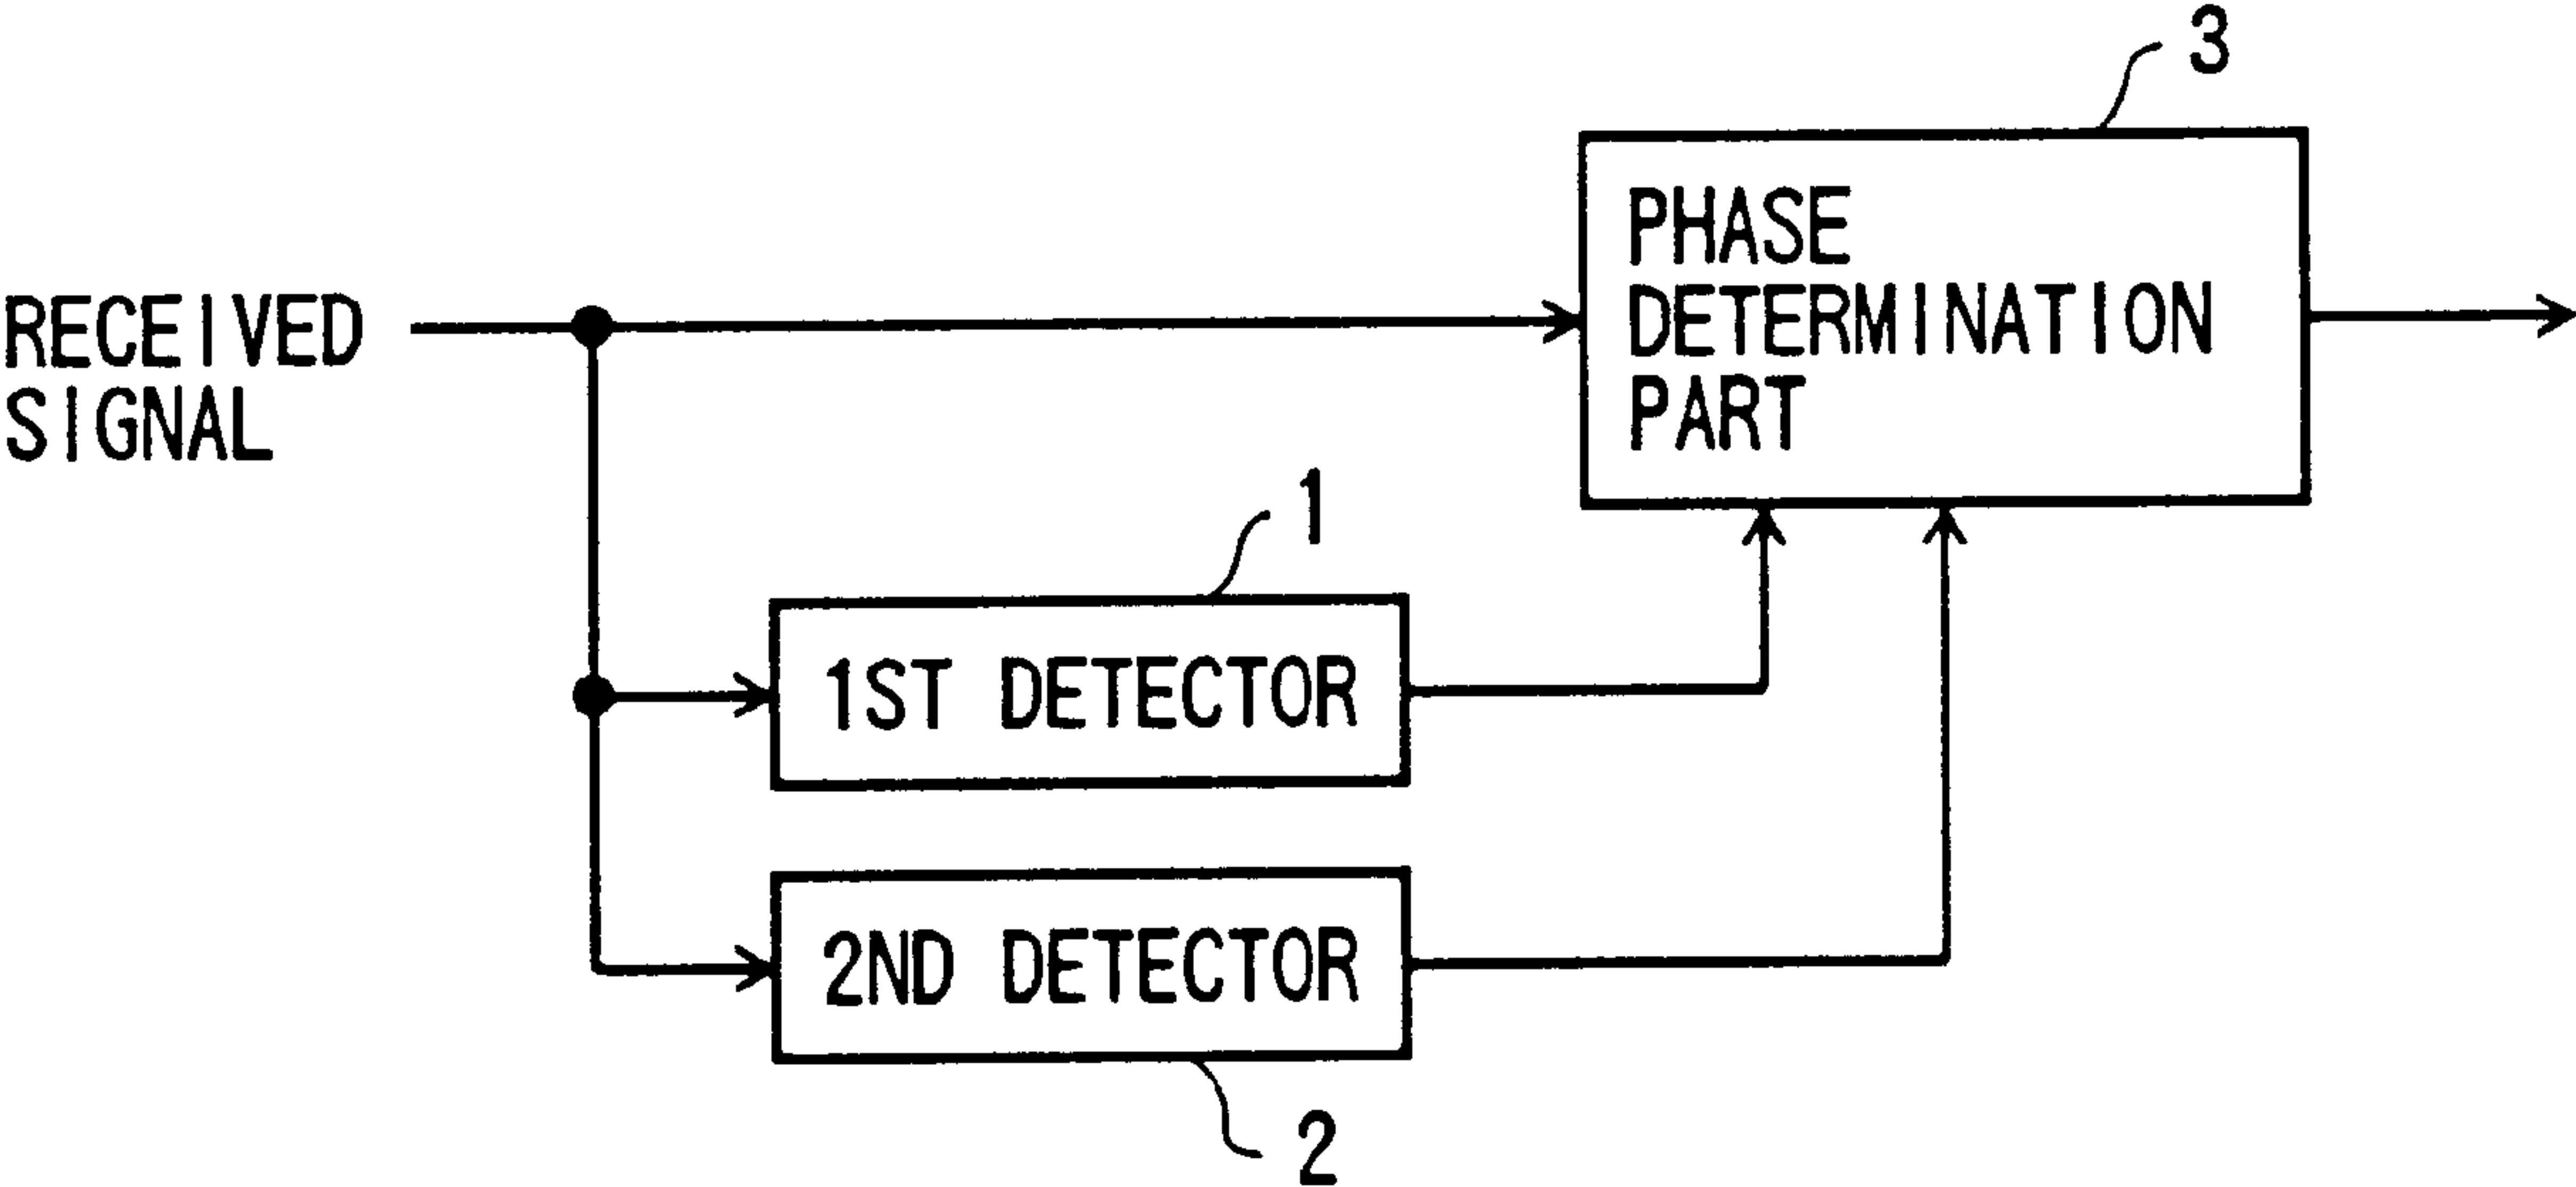 3
PHASE
DETERMINATION
PART
RECEIVED
SIGNAL
1
1ST DETECTOR
2ND DETECTOR
2